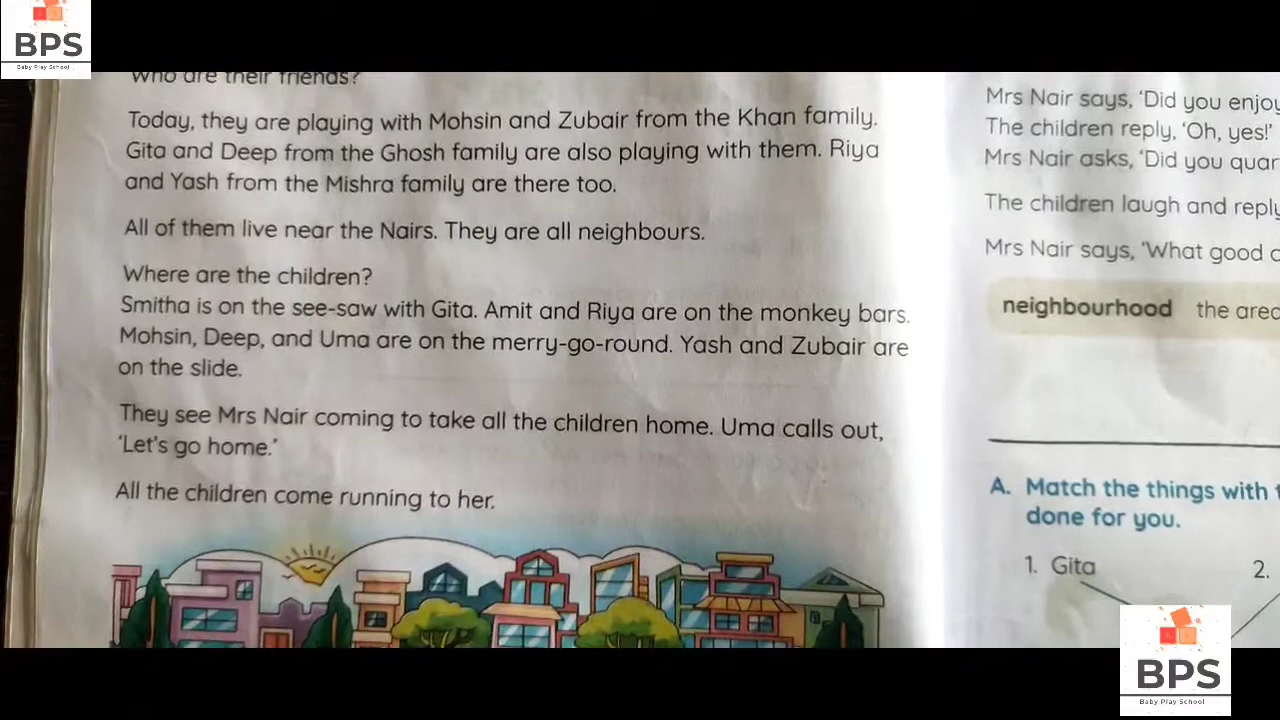 BPS
Baby Play School
Who are their friends?
Today, they are playing with Mohsin and Zubair from the Khan family.
Gita and Deep from the Ghosh family are also playing with them. Riya
and Yash from the Mishra family are there too.
All of them live near the Nairs. They are all neighbours.
Where are the children?
Smitha is on the see-saw with Gita. Amit and Riya are on the monkey bars.
Mohsin, Deep, and Uma are on the merry-go-round. Yash and Zubair are
on the slide.
They see Mrs Nair coming to take all the children home. Uma calls out,
‘Let’s go home.’
All the children come running to her.
Mrs Nair says, ‘Did you enjoy
The children reply, ‘Oh, yes!’
Mrs Nair asks, ‘Did you quar
The children laugh and reply
Mrs Nair says, ‘What good
neighbourhood the area
A. Match the things with
done for you.
1. Gita
2.
BPS
Baby Play School